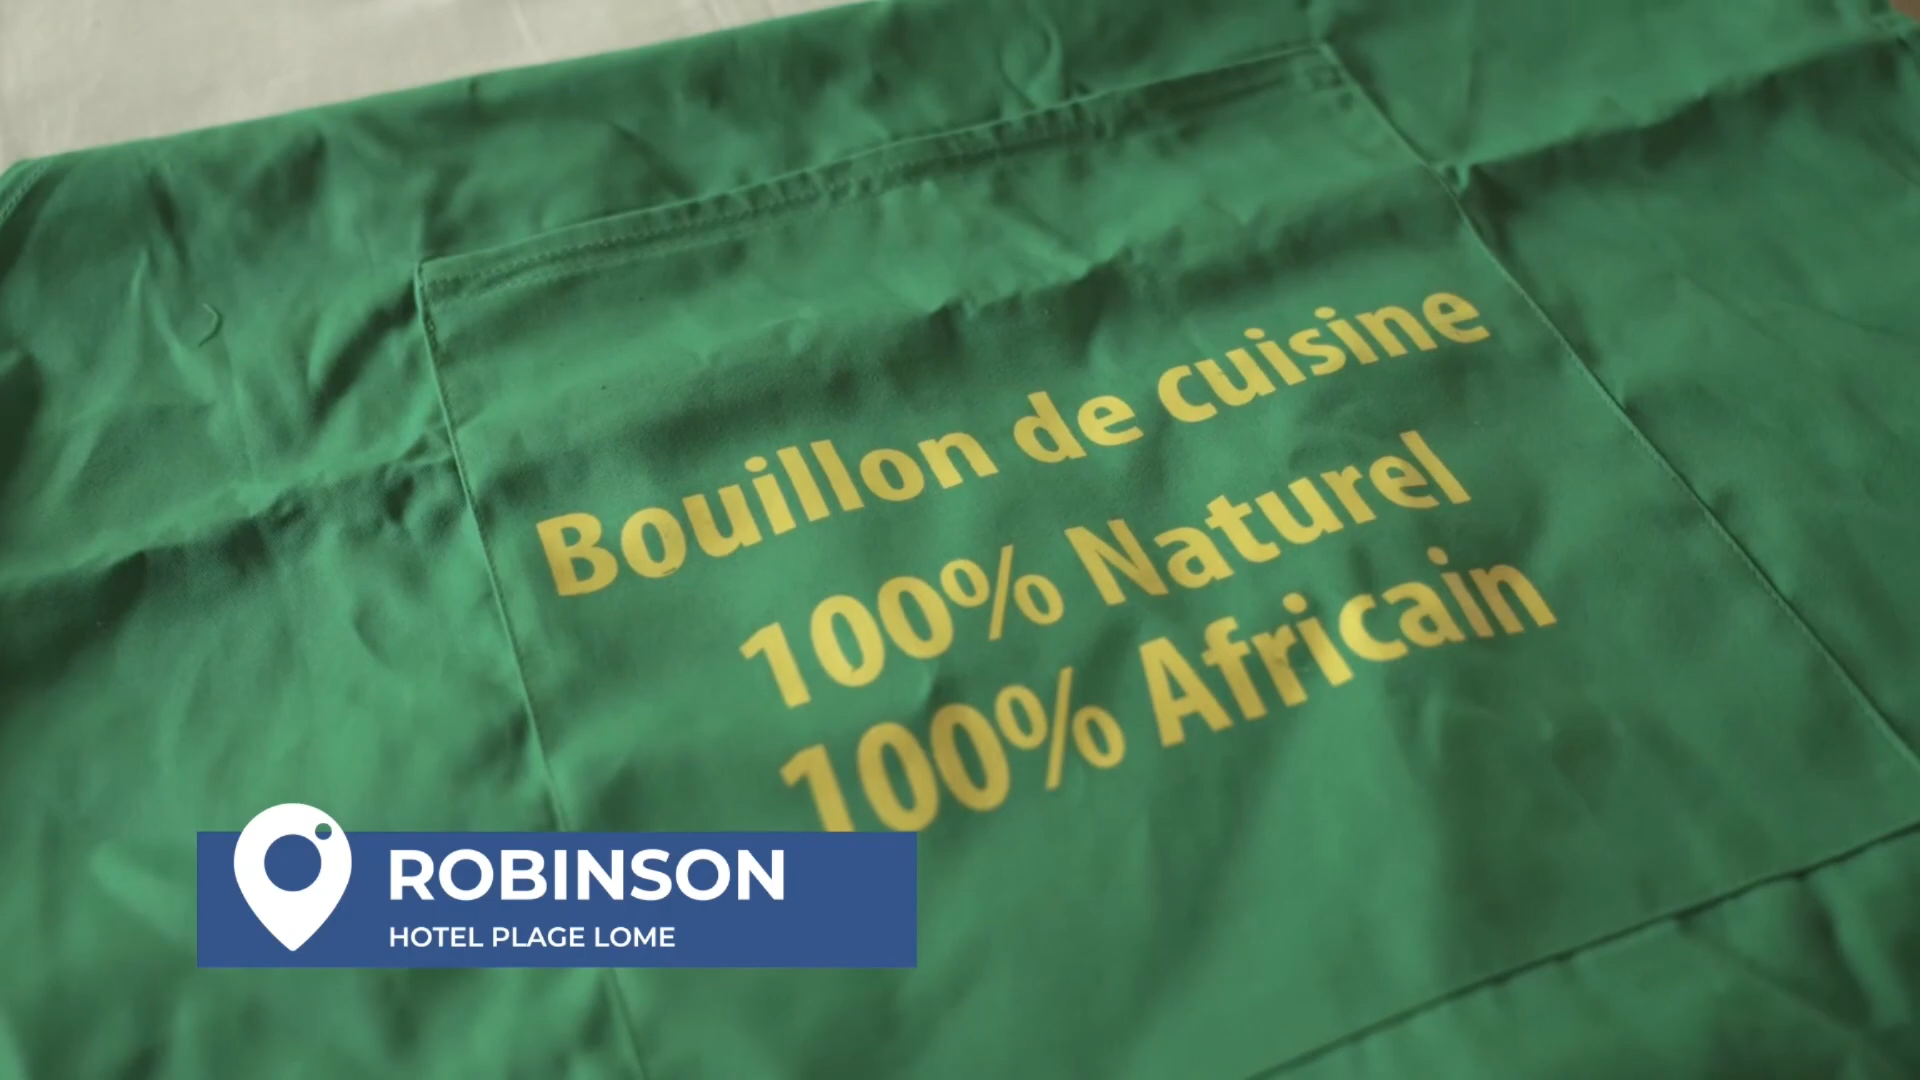 Bouillon de cuisine
100% Naturel
100% Africain
ROBINSON
HOTEL PLAGE LOME